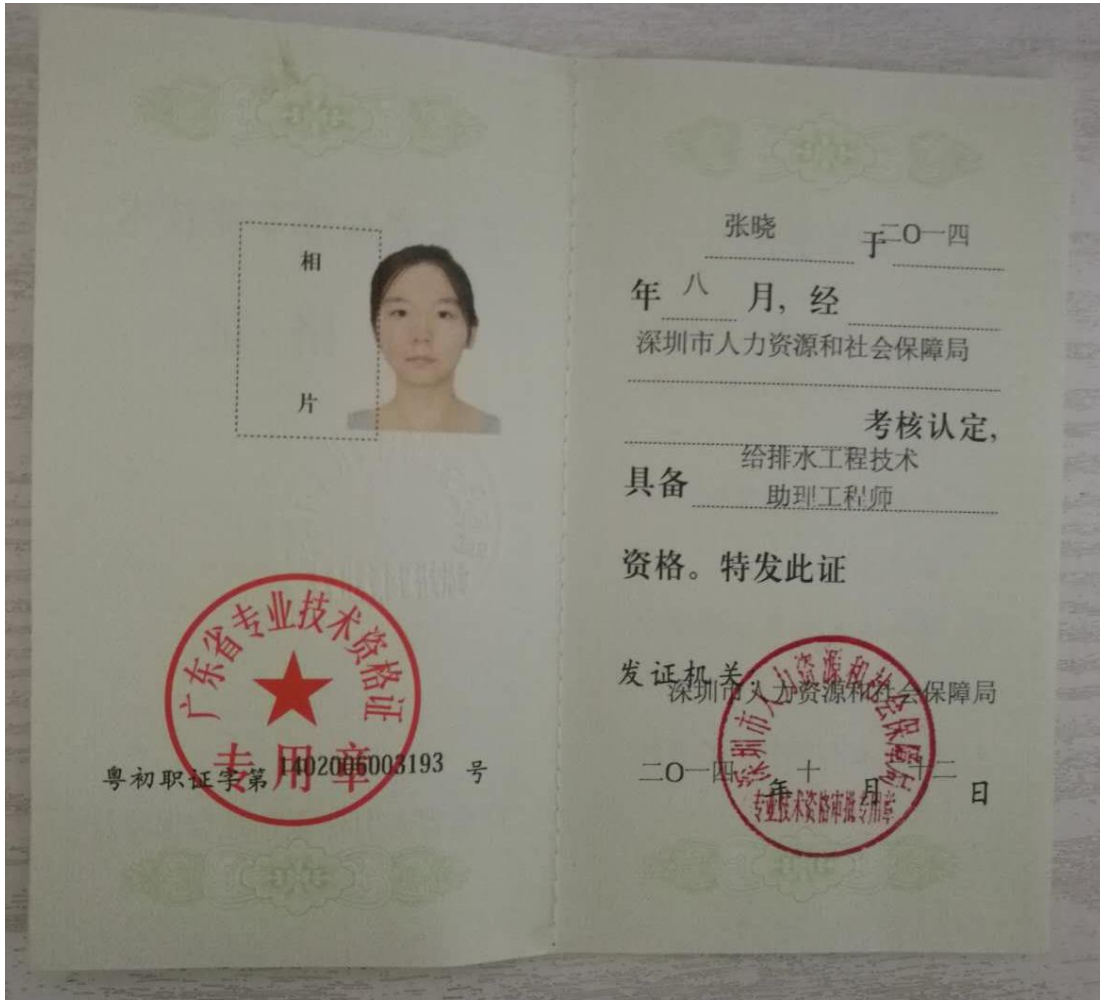 相
片
广东省专业技术资格证
专用章
粤初职证字第 1402006003193 号
张晓 于 二O一四
年 八 月, 经
深圳市人力资源和社会保障局
考核认定,
给排水工程技术
具备 助理工程师
资格。特发此证
发证机关:
深圳市人力资源和社会保障局
二O一四 年 十 月 十二 日
深圳市人力资源和社会保障局
专业技术资格审批专用章